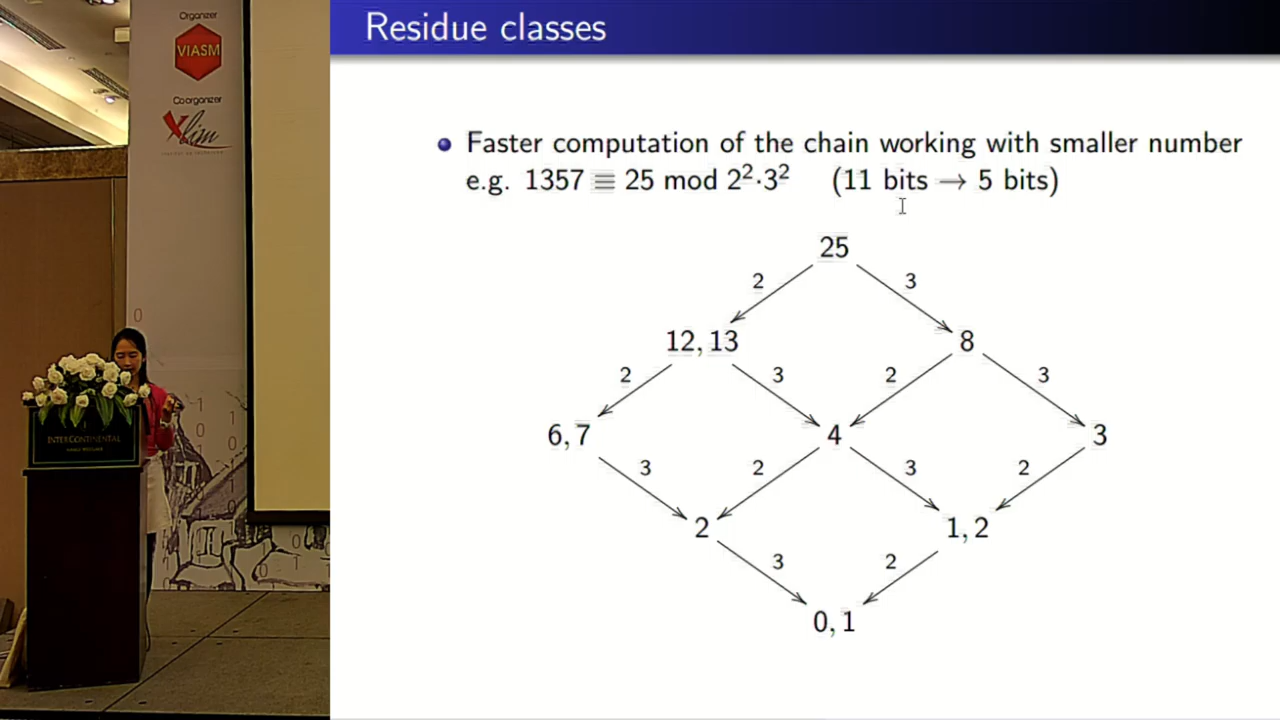 Organizer
VIASM
Coorganizer
Xlim
INTERCONTINENTAL
Residue classes
Faster computation of the chain working with smaller number
e.g. 1357 ≡ 25 mod 2²·3² (11 bits → 5 bits)
25
2 3
12, 13 8
2 3 2 3
6, 7 4 3
3 2 3 2
2 1, 2
3 2
0, 1